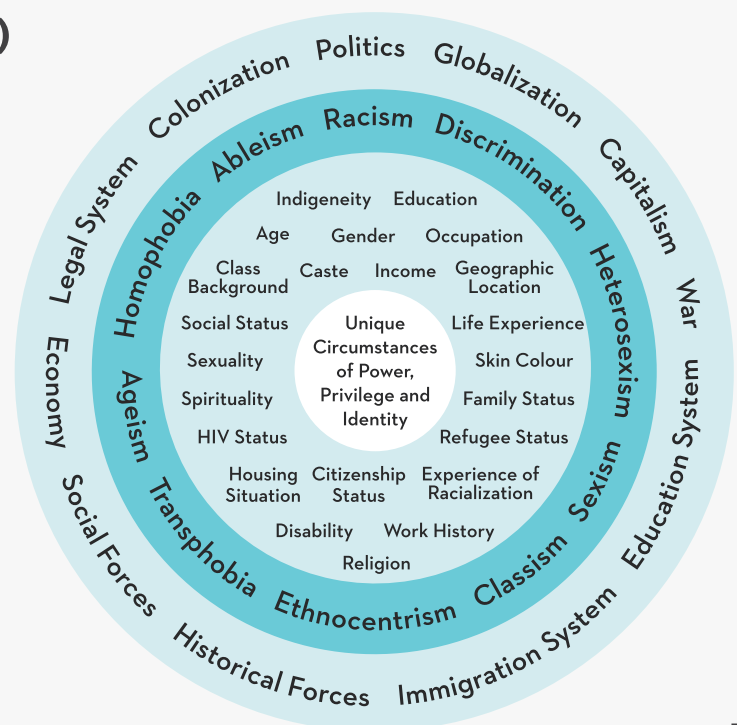 )
Politics
Globalization
Capitalism
War
Education System
Immigration System
Historical Forces
Social Forces
Economy
Legal System
Colonization
Racism
Discrimination
Heterosexism
Sexism
Classism
Ethnocentrism
Transphobia
Ageism
Homophobia
Ableism
Indigeneity Education
Age Gender Occupation
Class
Background
Caste Income
Geographic
Location
Social Status
Life Experience
Sexuality
Skin Colour
Spirituality
Family Status
HIV Status
Refugee Status
Housing
Situation
Citizenship
Status
Experience of
Racialization
Disability Work History
Religion
Unique
Circumstances
of Power,
Privilege and
Identity